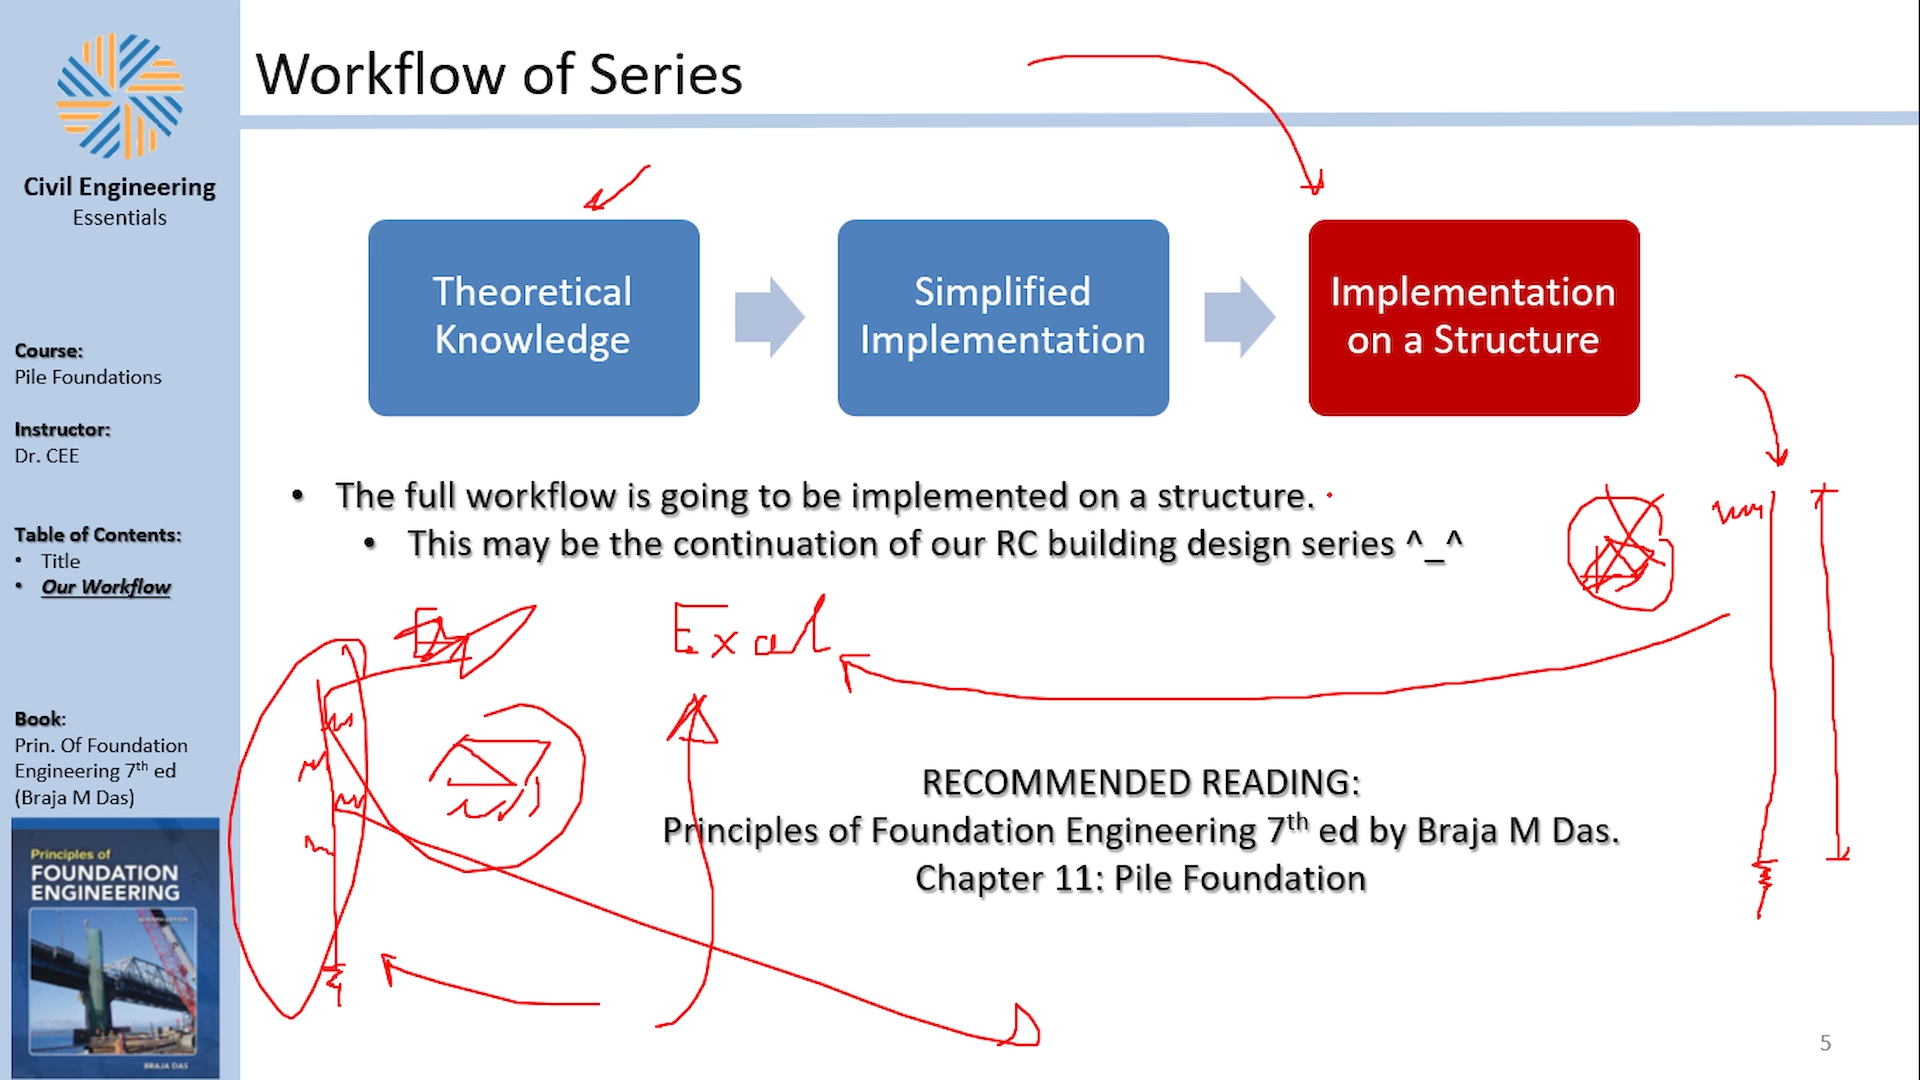 Workflow of Series
Civil Engineering
Essentials
Course:
Pile Foundations
Instructor:
Dr. CEE
Table of Contents:
• Title
• Our Workflow
Book:
Prin. Of Foundation
Engineering 7th ed
(Braja M Das)
Principles of
FOUNDATION
ENGINEERING
BRAJA DAS
Theoretical
Knowledge
Simplified
Implementation
Implementation
on a Structure
• The full workflow is going to be implemented on a structure.
• This may be the continuation of our RC building design series ^_^
RECOMMENDED READING:
Principles of Foundation Engineering 7th ed by Braja M Das.
Chapter 11: Pile Foundation
5